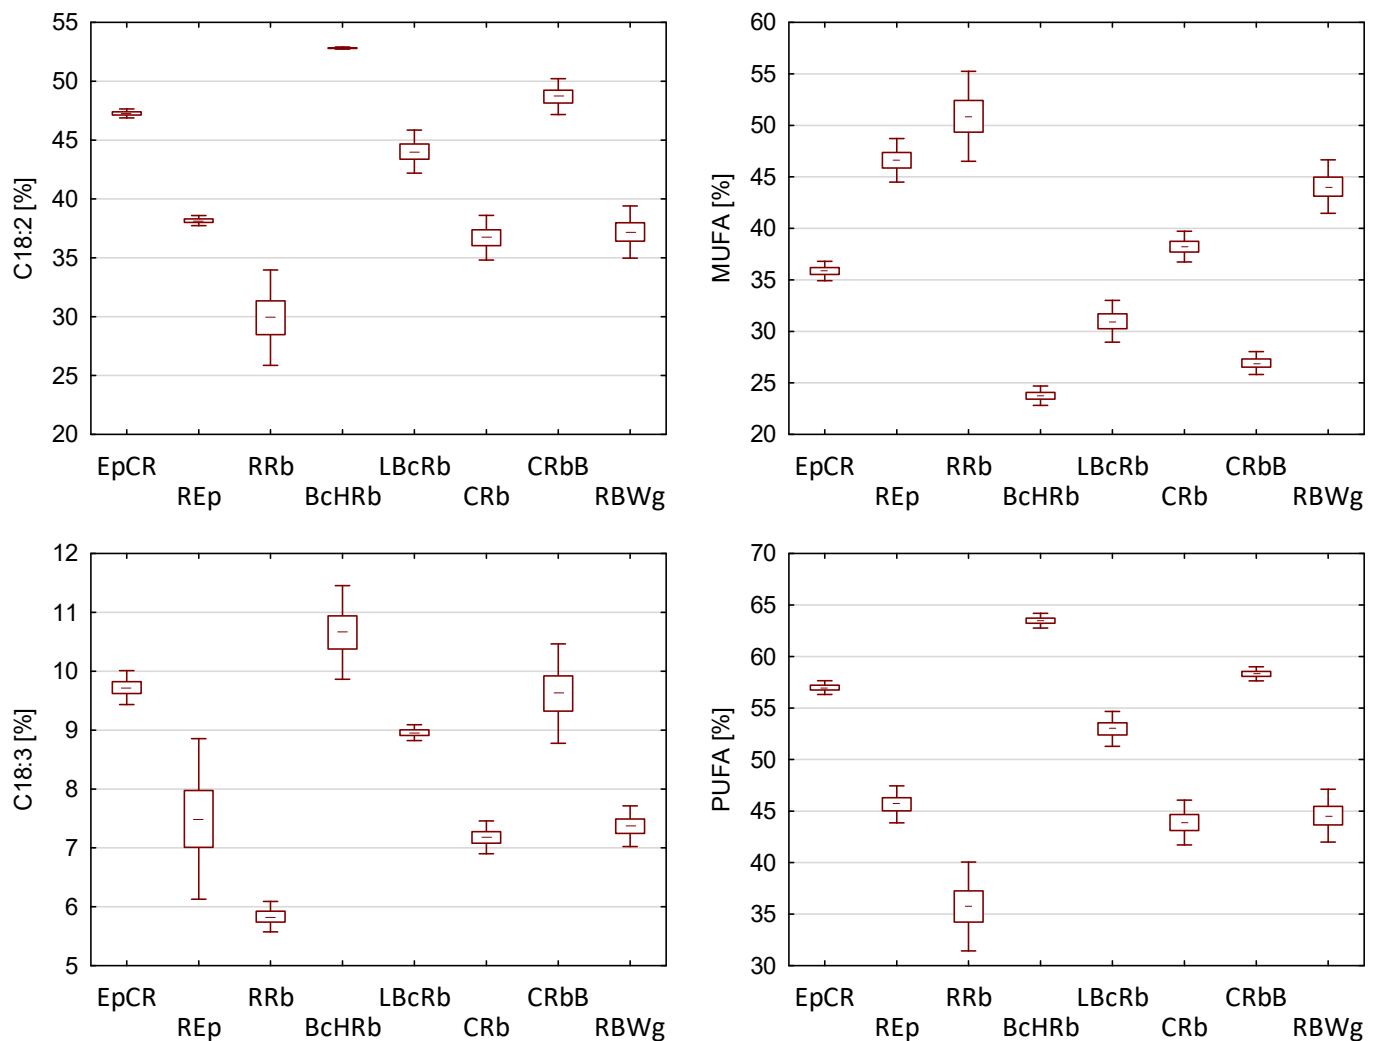 C18:2 [%]
55
50
45
40
35
30
25
20
EpCR RRb LBcRb CRbB
REp BcHRb CRb RBWg
MUFA [%]
60
55
50
45
40
35
30
25
20
EpCR RRb LBcRb CRbB
REp BcHRb CRb RBWg
C18:3 [%]
12
11
10
9
8
7
6
5
EpCR RRb LBcRb CRbB
REp BcHRb CRb RBWg
PUFA [%]
70
65
60
55
50
45
40
35
30
EpCR RRb LBcRb CRbB
REp BcHRb CRb RBWg